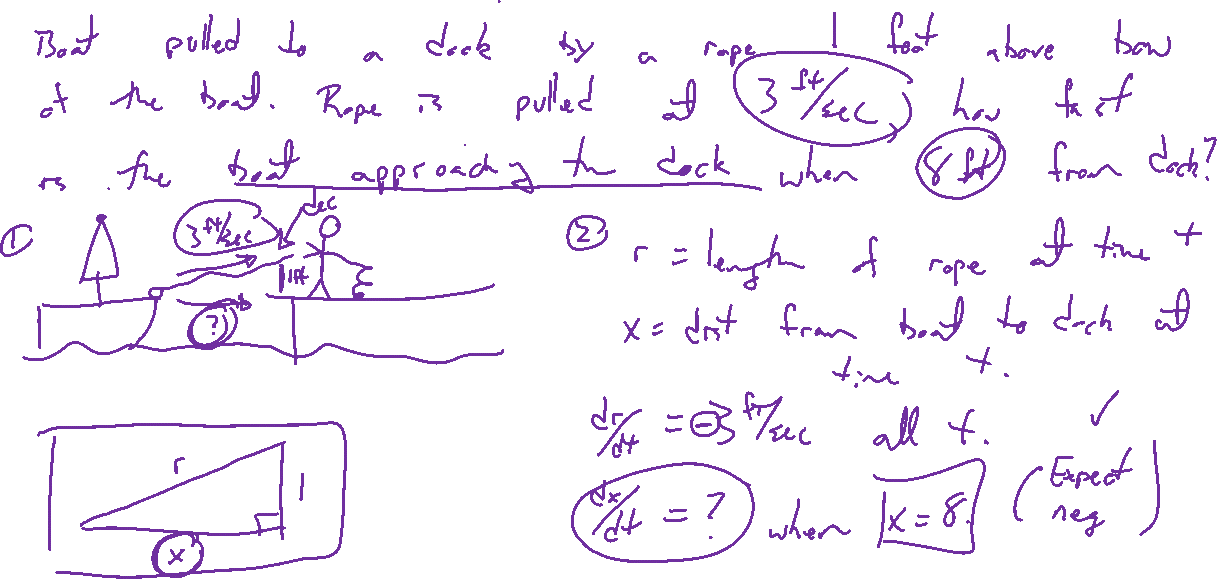 Boat pulled to a dock by a rope 1 foot above bow
of the boat. Rope is pulled at 3 ft/sec, how fast
is the boat approaching the dock when 8 ft from dock?
①
3 ft/sec
dec
1ft
?
r
1
x
② r = length of rope at time t
x = dist from boat to dock at
time t.
dr/dt = -3 ft/sec all t. ✓
dx/dt = ? when x = 8. (Expect
neg)